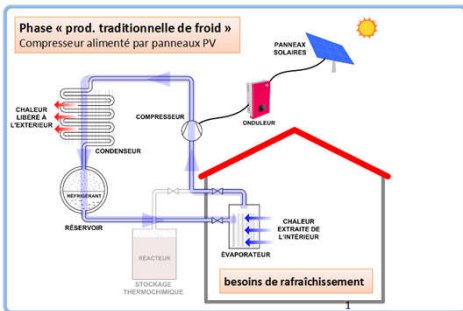 Phase « prod. traditionnelle de froid »
Compresseur alimenté par panneaux PV
PANNEAUX
SOLAIRES
ONDULEUR
COMPRESSEUR
CHALEUR
LIBÈRE À
L'EXTERIEUR
CONDENSEUR
RÉFRIGÉRANT
RÉSERVOIR
CHALEUR
EXTRAITE DE
L'INTÉRIEUR
ÉVAPORATEUR
RÉACTEUR
STOCKAGE
THERMOCHIMIQUE
besoins de rafraîchissement
1